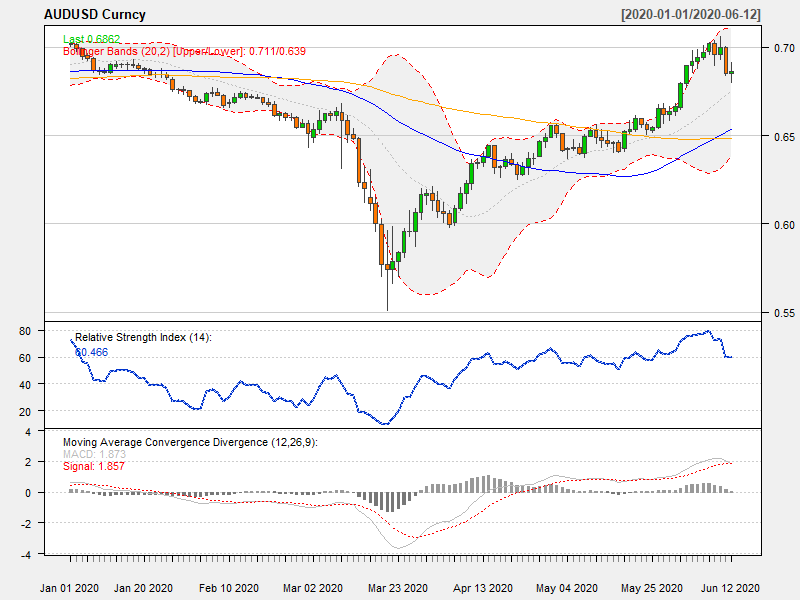 AUDUSD Curncy [2020-01-01/2020-06-12]
Last 0.6862
Bollinger Bands (20,2) [Upper/Lower]: 0.711/0.639
0.70
0.65
0.60
0.55
Relative Strength Index (14):
60.466
80
60
40
20
Moving Average Convergence Divergence (12,26,9):
MACD: 1.873
Signal: 1.857
4
2
0
-2
-4
Jan 01 2020 Jan 20 2020 Feb 10 2020 Mar 02 2020 Mar 23 2020 Apr 13 2020 May 04 2020 May 25 2020 Jun 12 2020